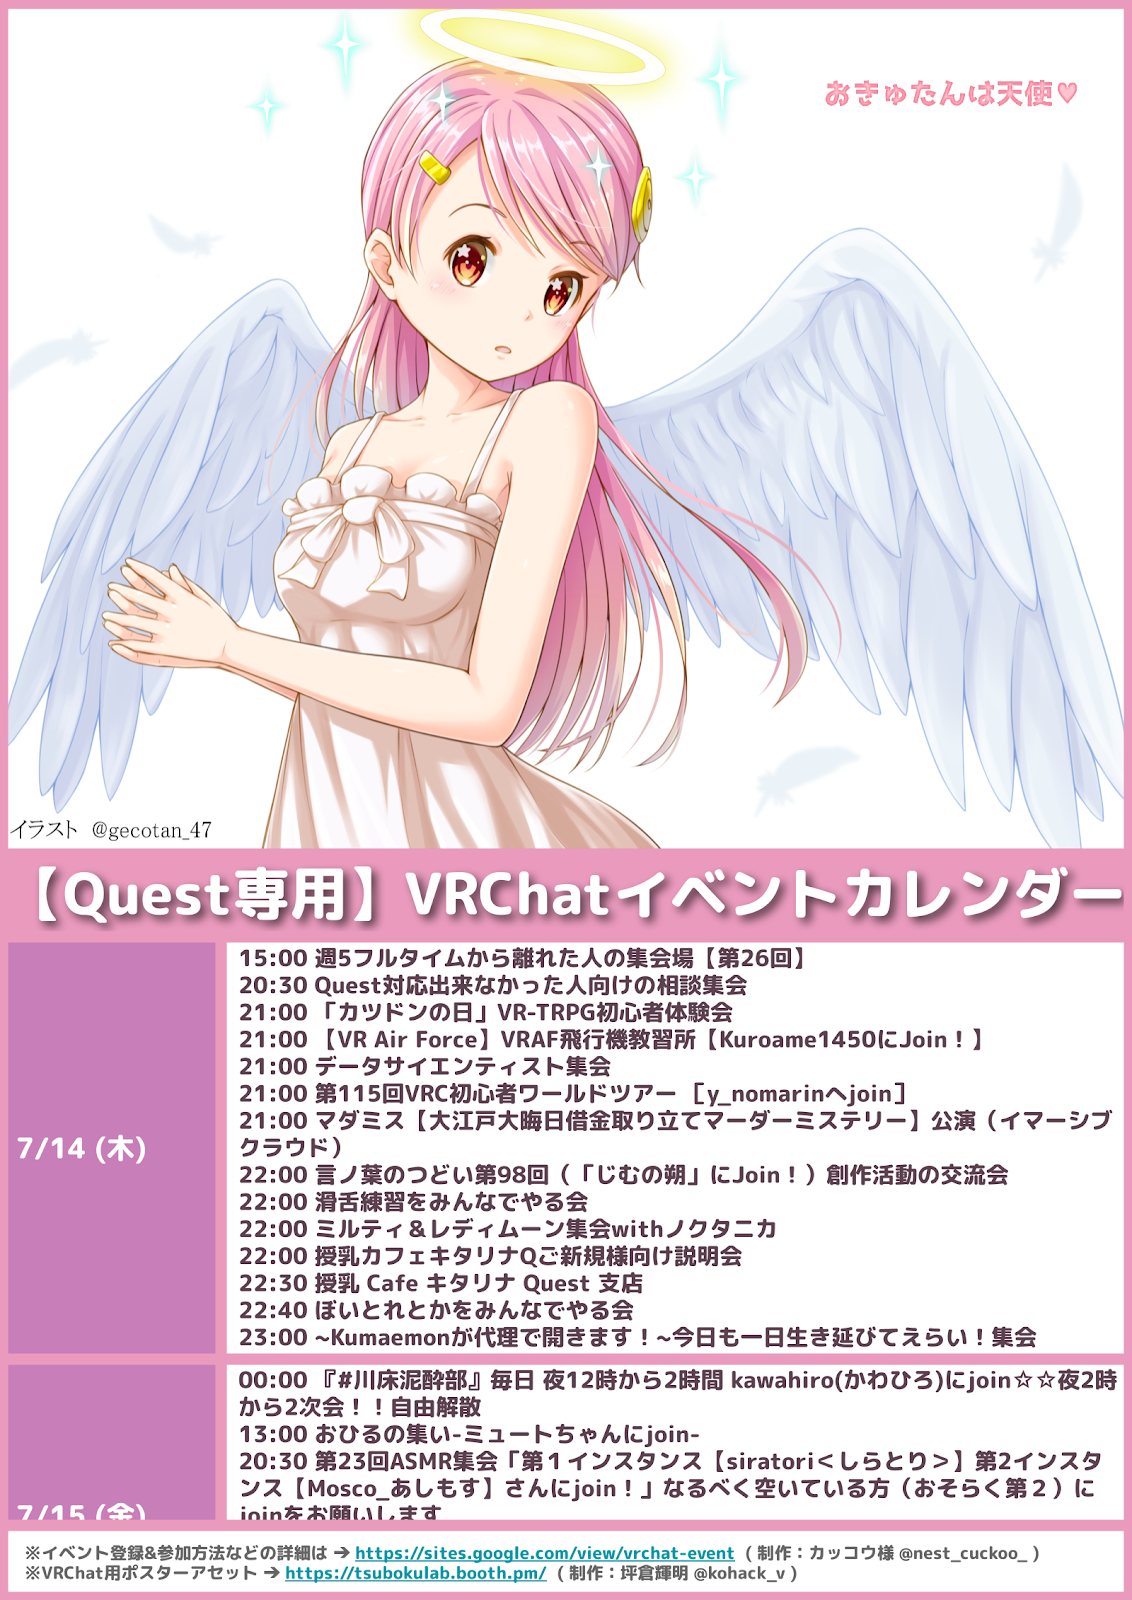 おきゅたんは天使♥
イラスト @gecotan_47
【Quest専用】VRChatイベントカレンダー
7/14 (木)
15:00 週5フルタイムから離れた人の集会場【第26回】
20:30 Quest対応出来なかった人向けの相談集会
21:00 「カツドンの日」VR-TRPG初心者体験会
21:00 【VR Air Force】VRAF飛行機教習所【Kuroame1450にJoin！】
21:00 データサイエンティスト集会
21:00 第115回VRC初心者ワールドツアー ［y_nomarinへjoin］
21:00 マダミス【大江戸大晦日借金取り立てマーダーミステリー】公演（イマーシブ
クラウド）
22:00 言ノ葉のつどい第98回（「じむの朔」にJoin！）創作活動の交流会
22:00 滑舌練習をみんなでやる会
22:00 ミルティ＆レディムーン集会withノクタニカ
22:00 授乳カフェキタリナQご新規様向け説明会
22:30 授乳 Cafe キタリナ Quest 支店
22:40 ぼいとれとかをみんなでやる会
23:00 ~Kumaemonが代理で開きます！~今日も一日生き延びてえらい！集会
7/15 (金)
00:00 『#川床泥酔部』毎日 夜12時から2時間 kawahiro(かわひろ)にjoin☆☆夜2時
から2次会！！自由解散
13:00 おひるの集い-ミュートちゃんにjoin-
20:30 第23回ASMR集会「第１インスタンス【siratori＜しらとり＞】第2インスタ
ンス【Mosco_あしもす】さんにjoin！」なるべく空いている方（おそらく第２）に
joinをお願いします
※イベント登録&参加方法などの詳細は → https://sites.google.com/view/vrchat-event （制作：カッコウ様 @nest_cuckoo_ ）
※VRChat用ポスターアセット → https://tsubokulab.booth.pm/ （制作：坪倉輝明 @kohack_v ）